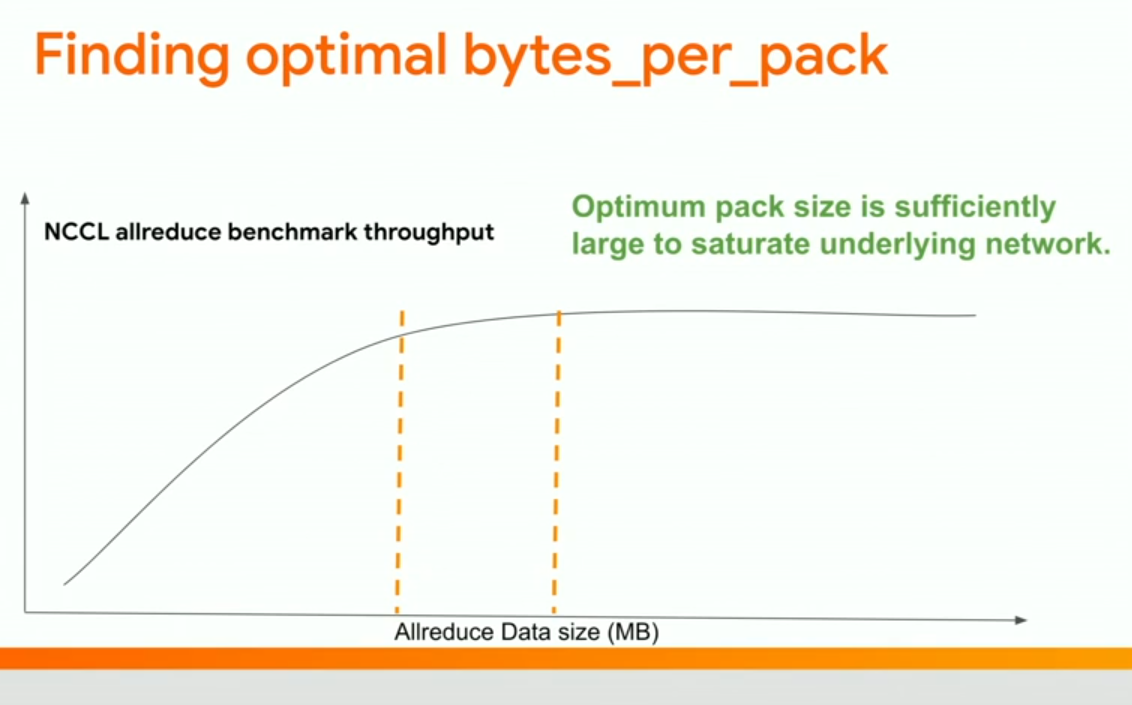 Finding optimal bytes_per_pack
NCCL allreduce benchmark throughput
Optimum pack size is sufficiently
large to saturate underlying network.
Allreduce Data size (MB)